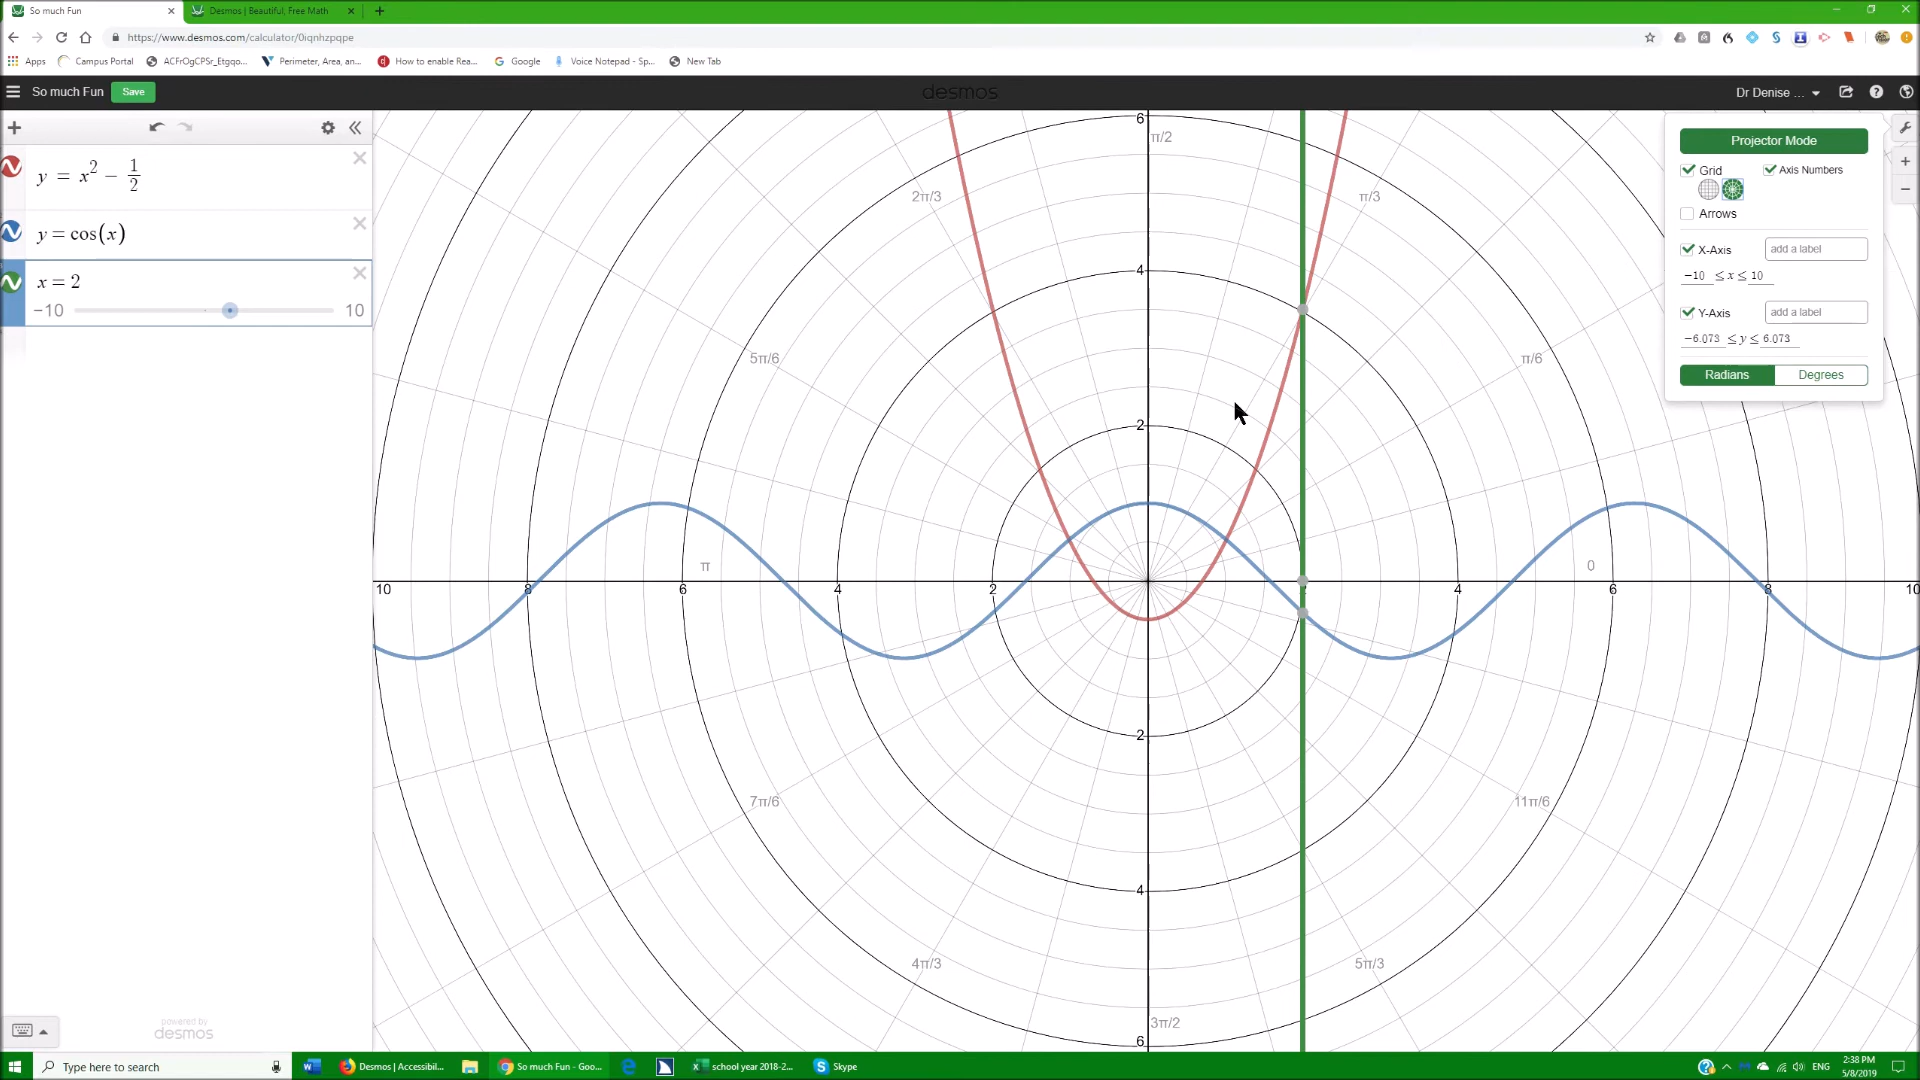 So much Fun
Desmos | Beautiful, Free Math
https://www.desmos.com/calculator/0iqnhzpqpe
Apps
Campus Portal
ACFrOgCPSr_Etgqo...
Perimeter, Area, an...
How to enable Rea...
Google
Voice Notepad - Sp...
New Tab
So much Fun
Save
desmos
Dr Denise ...
y = x² − 1/2
y = cos(x)
x = 2
−10
10
Projector Mode
Grid
Axis Numbers
Arrows
X-Axis
add a label
−10 ≤ x ≤ 10
Y-Axis
add a label
−6.073 ≤ y ≤ 6.073
Radians
Degrees
6
π/2
2π/3
π/3
4
5π/6
π/6
2
π
0
10
8
6
4
2
4
6
8
10
2
7π/6
11π/6
4
4π/3
5π/3
3π/2
6
powered by
desmos
Type here to search
Desmos | Accessibil...
So much Fun - Goo...
school year 2018-2...
Skype
ENG
2:38 PM
5/8/2019